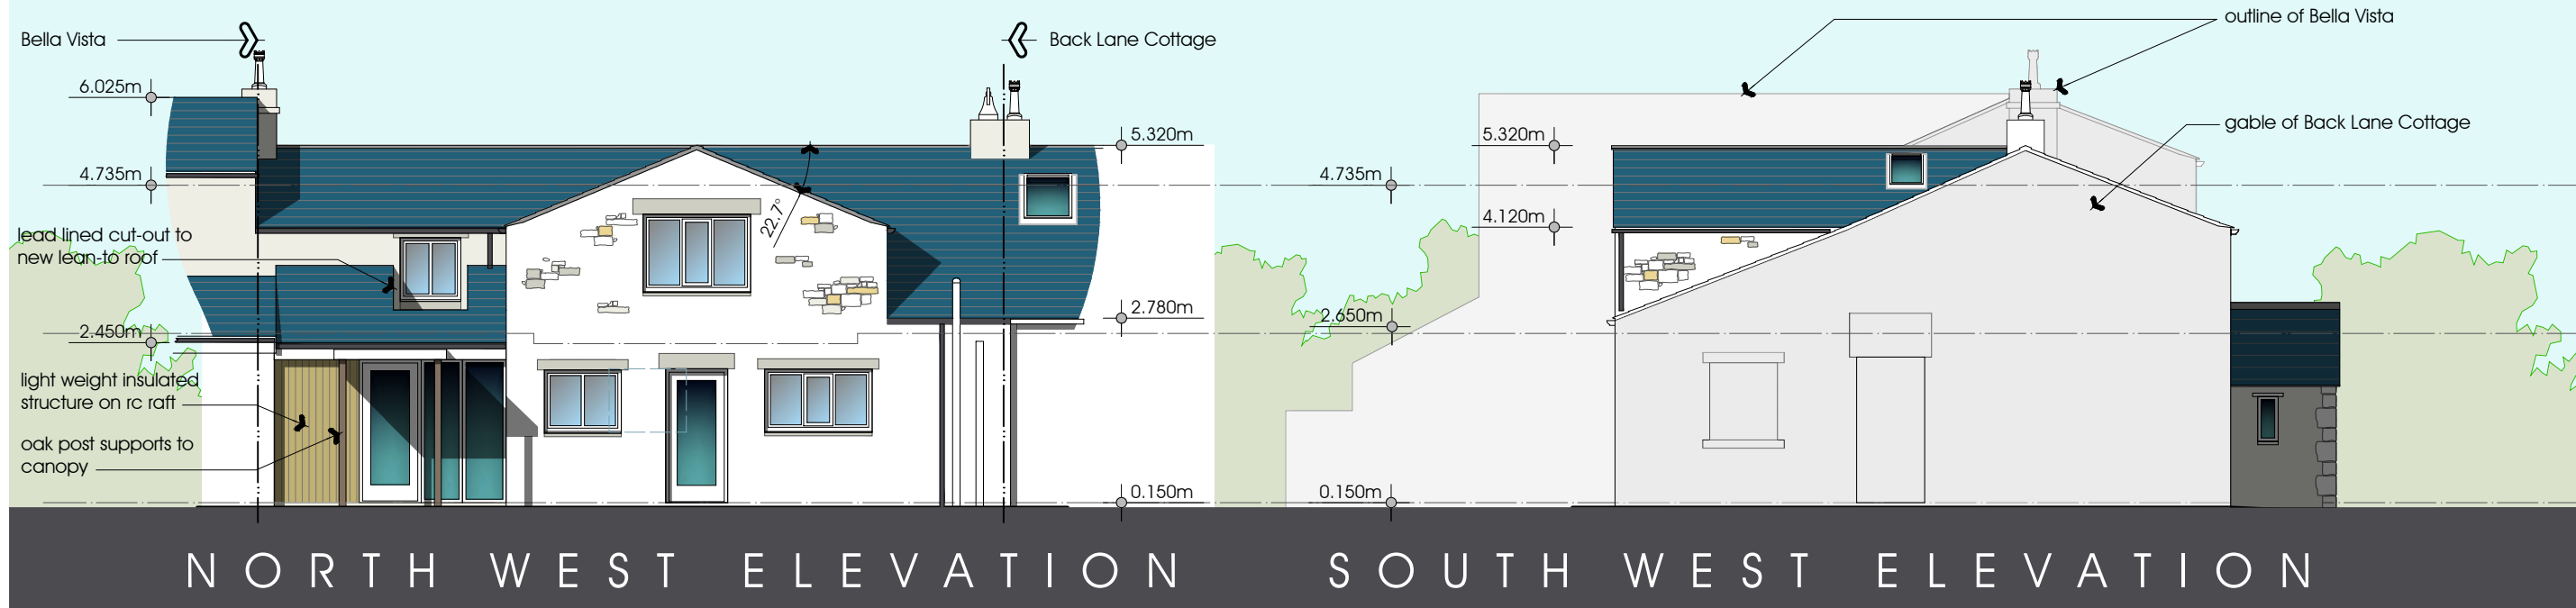 Bella Vista
Back Lane Cottage
6.025m
5.320m
4.735m
22.7°
lead lined cut-out to
new lean-to roof
2.780m
2.450m
light weight insulated
structure on rc raft
oak post supports to
canopy
0.150m
NORTH WEST ELEVATION
outline of Bella Vista
gable of Back Lane Cottage
5.320m
4.735m
4.120m
2.650m
0.150m
SOUTH WEST ELEVATION